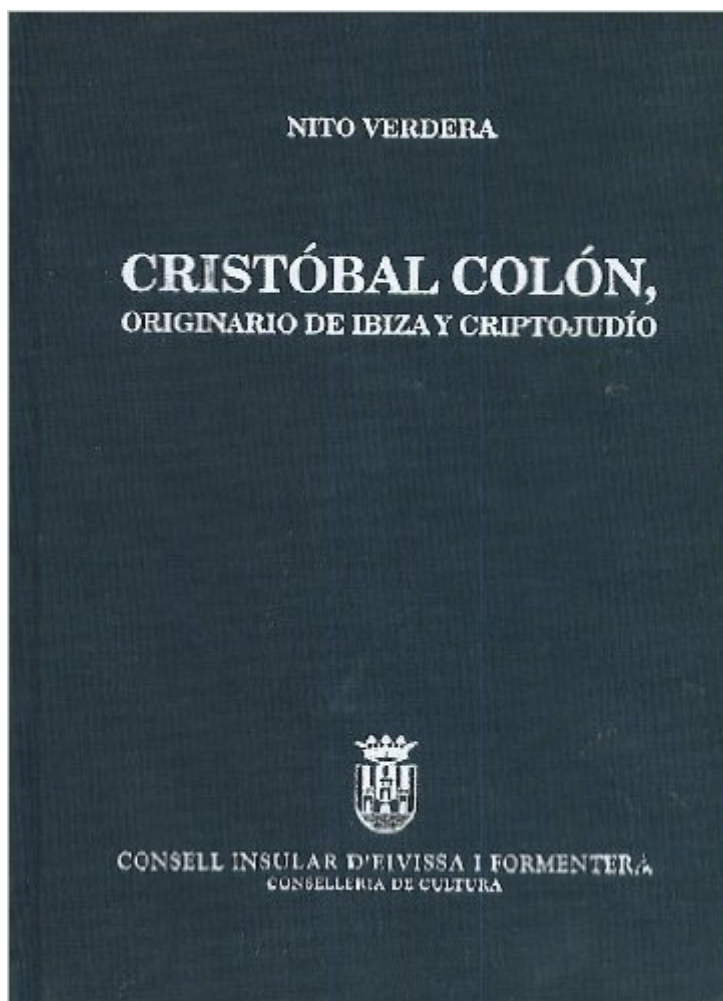 NITO VERDERA
CRISTÓBAL COLÓN,
ORIGINARIO DE IBIZA Y CRIPTOJUDÍO
CONSELL INSULAR D'EIVISSA I FORMENTERA
CONSELLERIA DE CULTURA